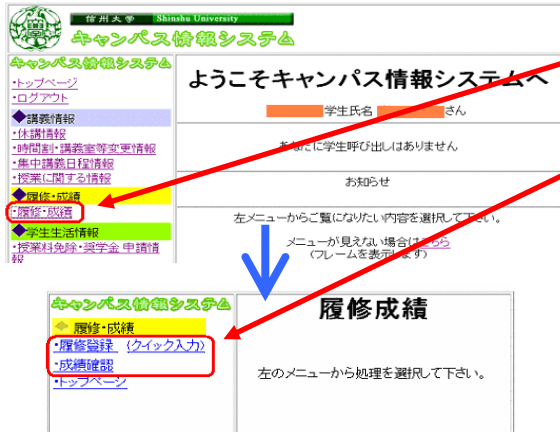 信州大学 Shinshu University
キャンパス情報システム
キャンパス情報システム
・トップページ
・ログアウト
◆講義情報
・休講情報
・時間割・講義室等変更情報
・集中講義日程情報
・授業に関する情報
◆履修・成績
・履修・成績
◆学生生活情報
・授業料免除・奨学金申請情報
ようこそキャンパス情報システムへ
学生氏名 さん
あなたに学生呼び出しはありません
お知らせ
左メニューからご覧になりたい内容を選択して下さい。
メニューが見えない場合はこちら
(フレームを表示します)
キャンパス情報システム
◆ 履修・成績
・履修登録 (クイック入力)
・成績確認
・トップページ
履修成績
左のメニューから処理を選択して下さい。